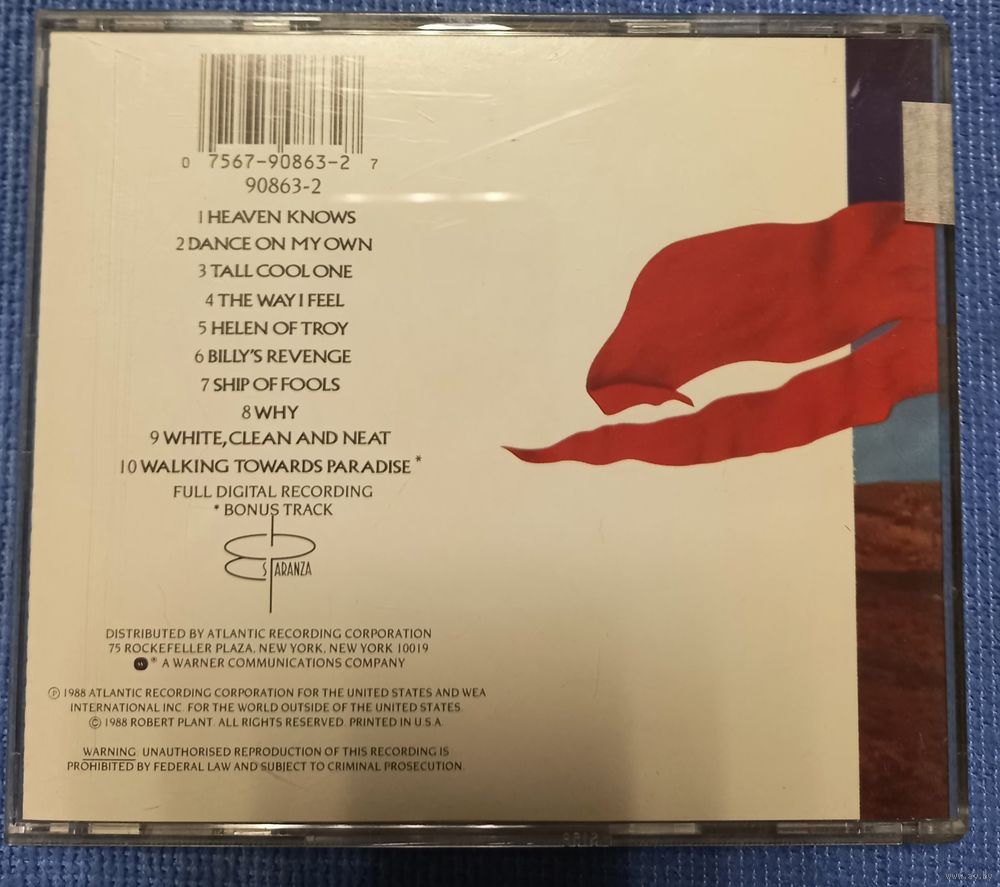 0 7567-90863-2 7
90863-2
1 HEAVEN KNOWS
2 DANCE ON MY OWN
3 TALL COOL ONE
4 THE WAY I FEEL
5 HELEN OF TROY
6 BILLY'S REVENGE
7 SHIP OF FOOLS
8 WHY
9 WHITE, CLEAN AND NEAT
10 WALKING TOWARDS PARADISE *
FULL DIGITAL RECORDING
* BONUS TRACK
ES PARANZA
DISTRIBUTED BY ATLANTIC RECORDING CORPORATION
75 ROCKEFELLER PLAZA, NEW YORK, NEW YORK 10019
® A WARNER COMMUNICATIONS COMPANY
℗ 1988 ATLANTIC RECORDING CORPORATION FOR THE UNITED STATES AND WEA
INTERNATIONAL INC. FOR THE WORLD OUTSIDE OF THE UNITED STATES.
© 1988 ROBERT PLANT. ALL RIGHTS RESERVED. PRINTED IN U.S.A.
WARNING UNAUTHORISED REPRODUCTION OF THIS RECORDING IS
PROHIBITED BY FEDERAL LAW AND SUBJECT TO CRIMINAL PROSECUTION.